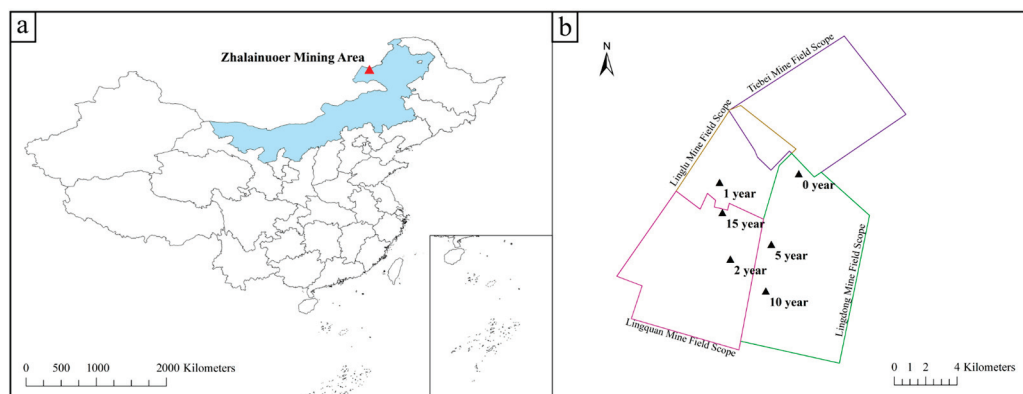 a
Zhalainuoer Mining Area
0 500 1000 2000 Kilometers
b
N
Tiebei Mine Field Scope
Linglu Mine Field Scope
0 year
1 year
15 year
5 year
2 year
10 year
Lingdong Mine Field Scope
Lingquan Mine Field Scope
0 1 2 4 Kilometers